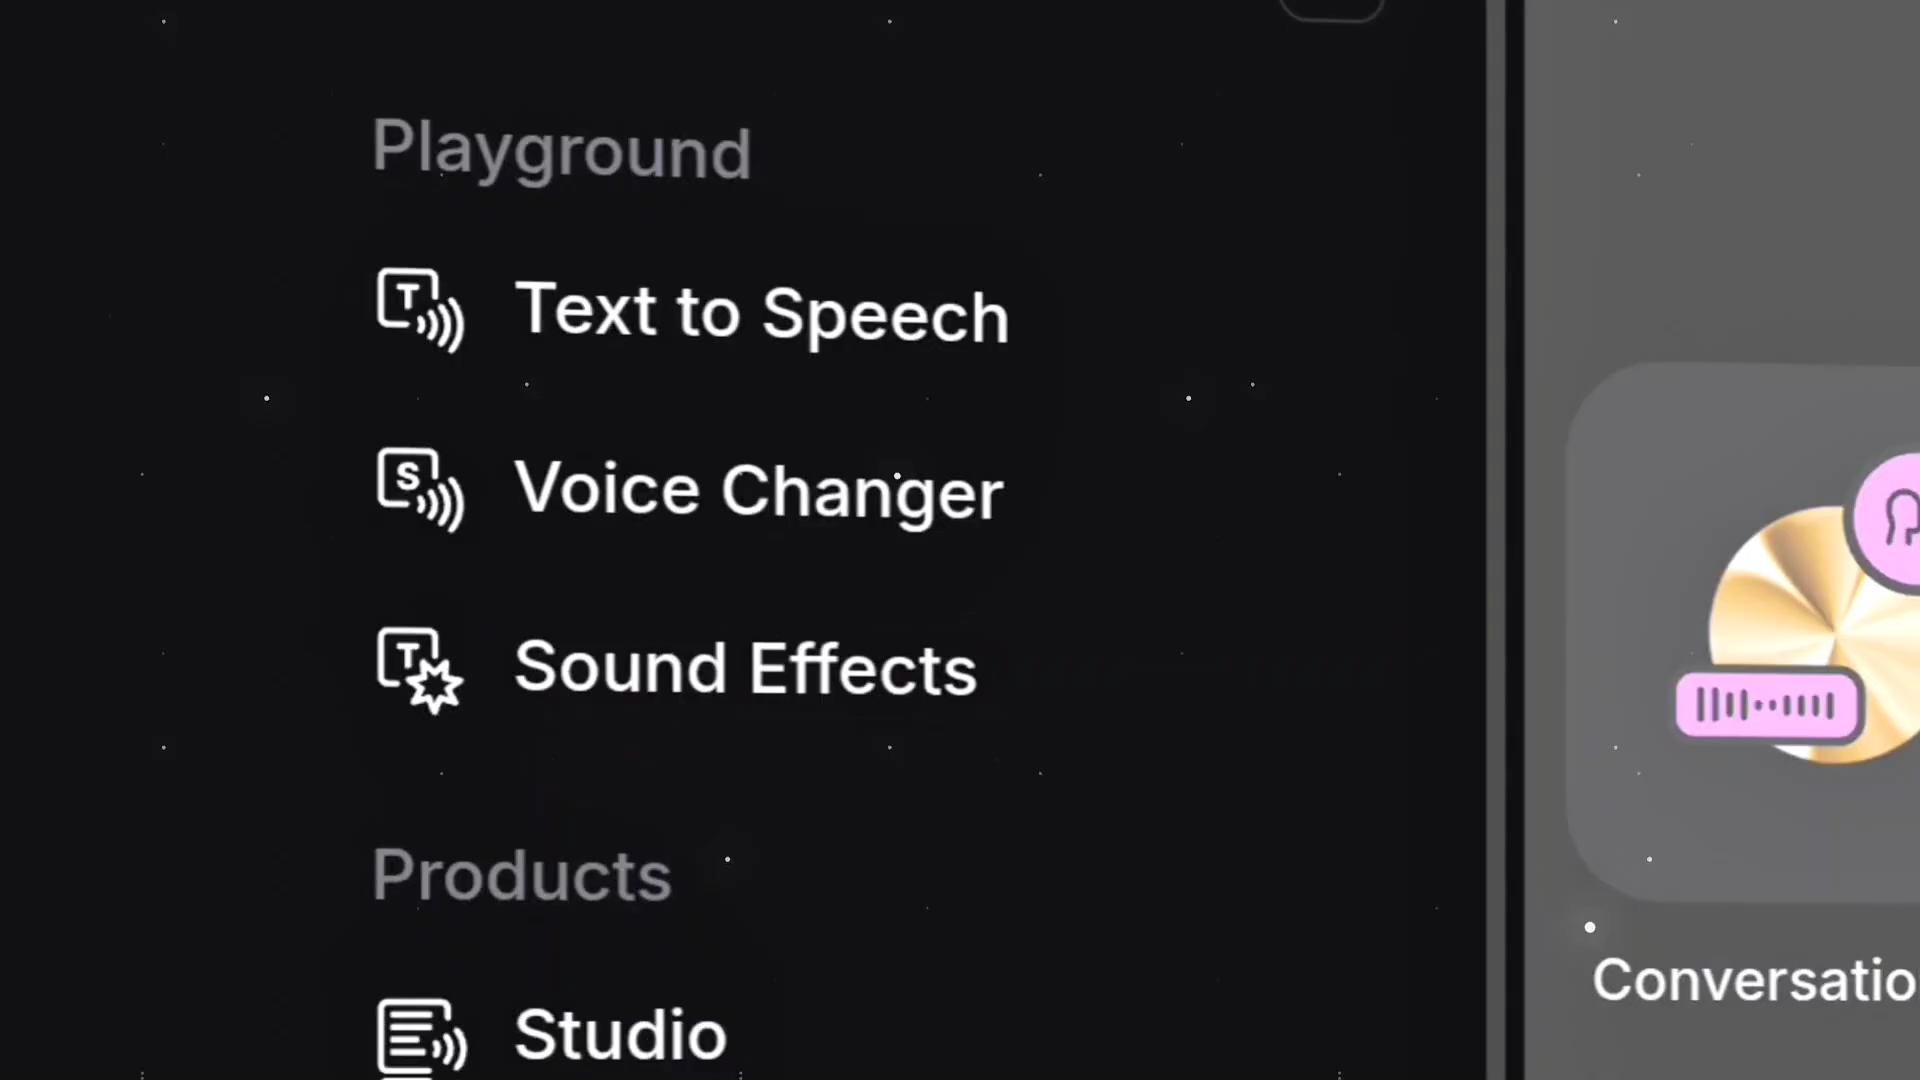 Playground
Text to Speech
Voice Changer
Sound Effects
Products
Studio
Conversatio